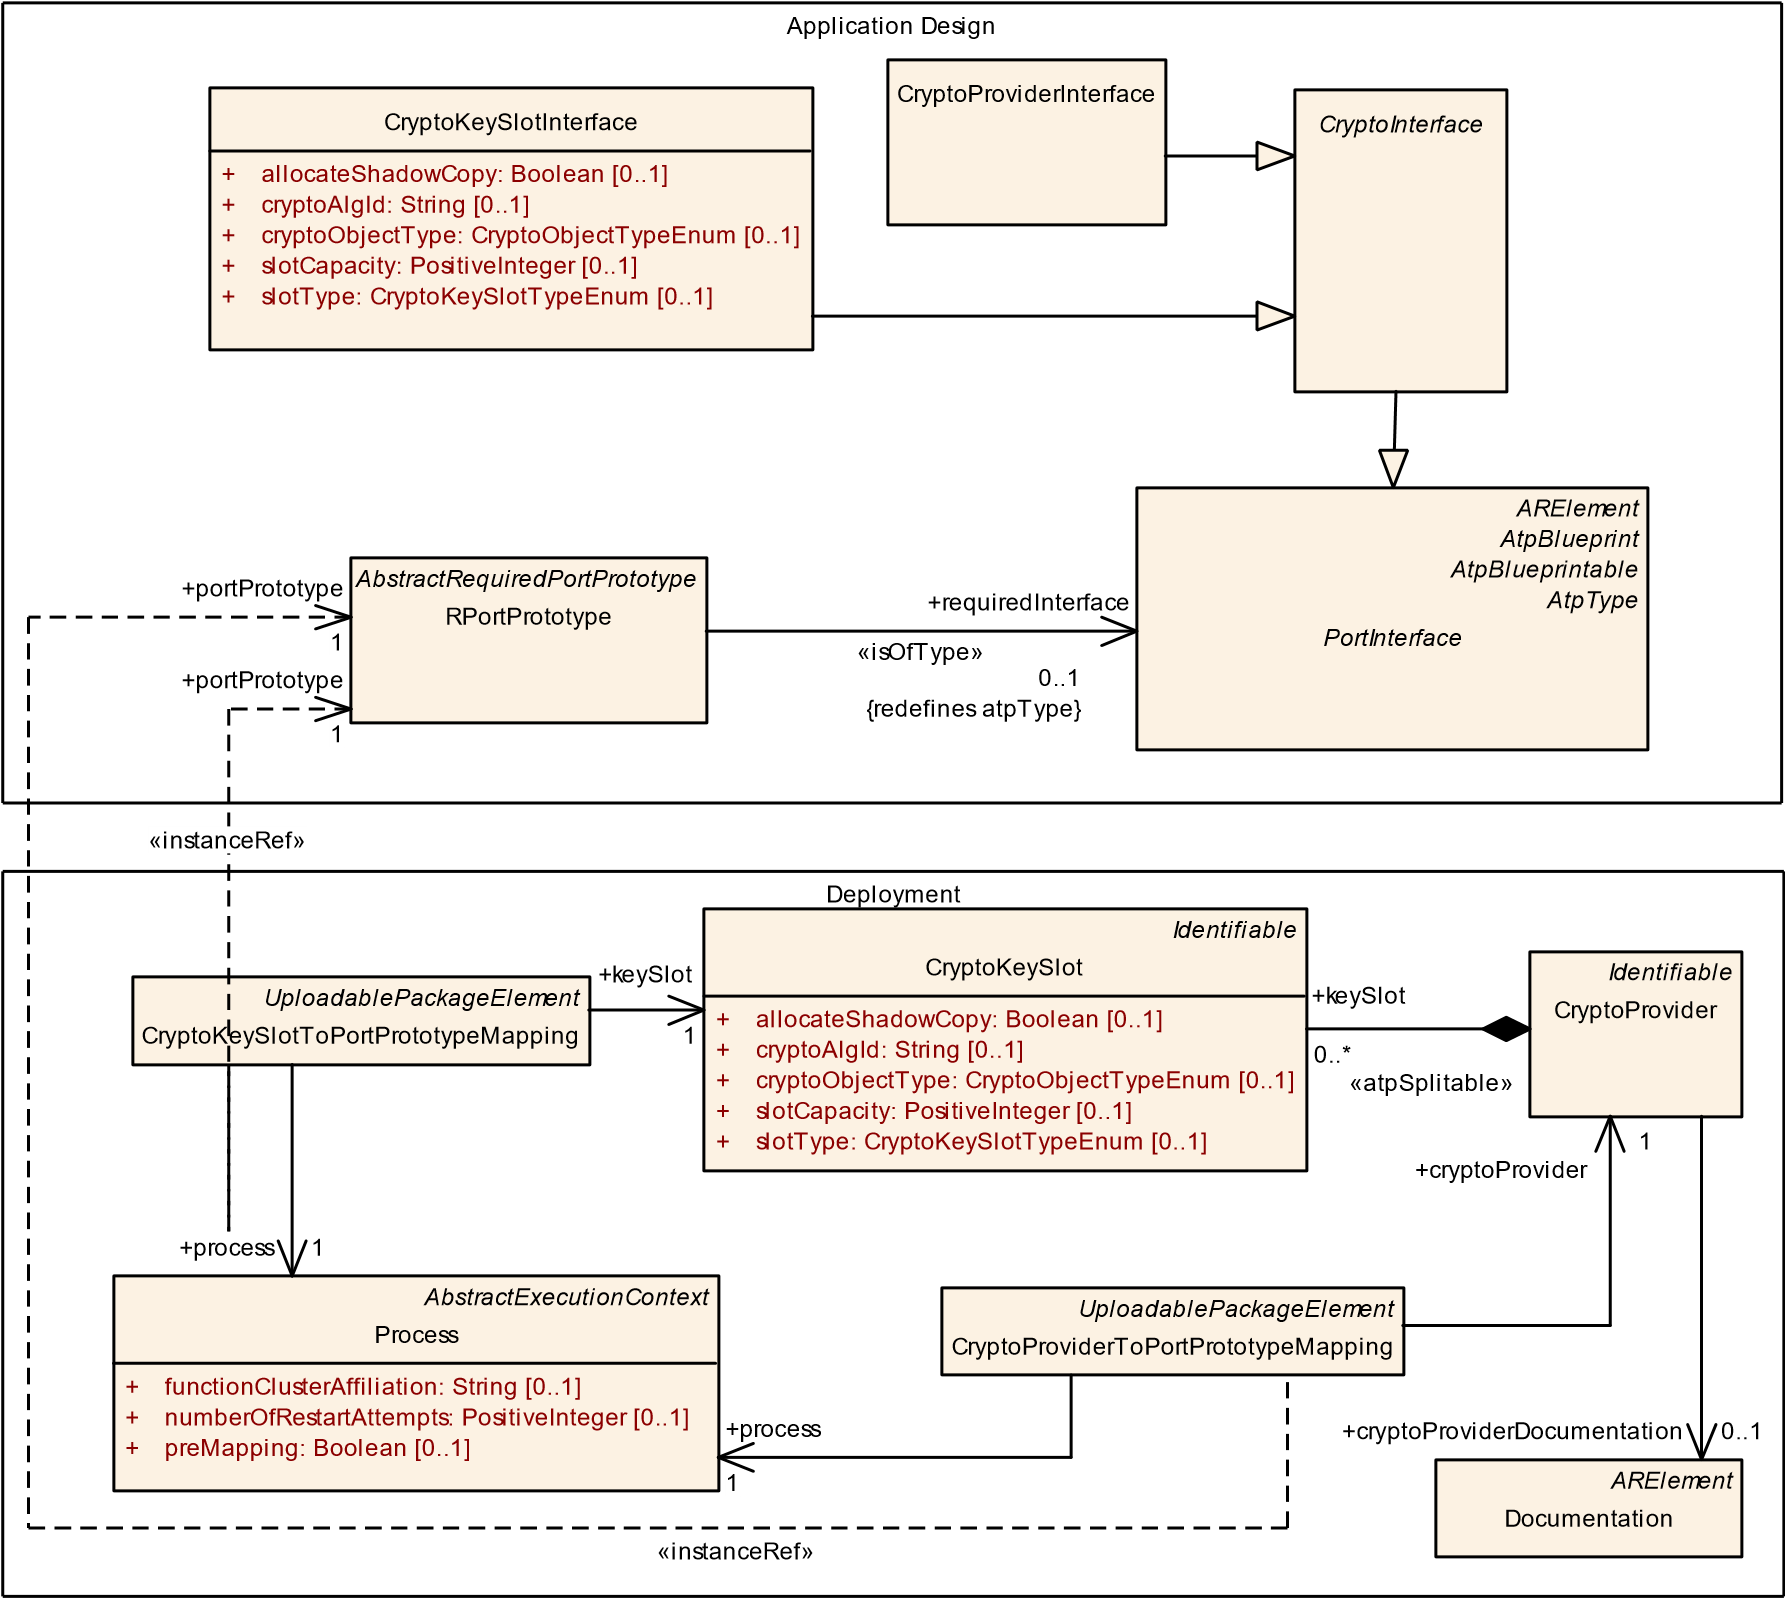 Application Design
CryptoKeySlotInterface
+ allocateShadowCopy: Boolean [0..1]
+ cryptoAlgId: String [0..1]
+ cryptoObjectType: CryptoObjectTypeEnum [0..1]
+ slotCapacity: PositiveInteger [0..1]
+ slotType: CryptoKeySlotTypeEnum [0..1]
CryptoProviderInterface
CryptoInterface
ARElement
AtpBlueprint
AtpBlueprintable
AtpType
PortInterface
AbstractRequiredPortPrototype
RPortPrototype
+portPrototype
1
+portPrototype
1
+requiredInterface
«isOfType»
0..1
{redefines atpType}
«instanceRef»
Deployment
UploadablePackageElement
CryptoKeySlotToPortPrototypeMapping
+keySlot
1
Identifiable
CryptoKeySlot
+ allocateShadowCopy: Boolean [0..1]
+ cryptoAlgId: String [0..1]
+ cryptoObjectType: CryptoObjectTypeEnum [0..1]
+ slotCapacity: PositiveInteger [0..1]
+ slotType: CryptoKeySlotTypeEnum [0..1]
+keySlot
0..*
«atpSplitable»
Identifiable
CryptoProvider
1
+cryptoProvider
+process
1
AbstractExecutionContext
Process
+ functionClusterAffiliation: String [0..1]
+ numberOfRestartAttempts: PositiveInteger [0..1]
+ preMapping: Boolean [0..1]
UploadablePackageElement
CryptoProviderToPortPrototypeMapping
+process
1
+cryptoProviderDocumentation
0..1
ARElement
Documentation
«instanceRef»